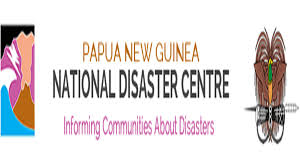 PAPUA NEW GUINEA
NATIONAL DISASTER CENTRE
Informing Communities About Disasters